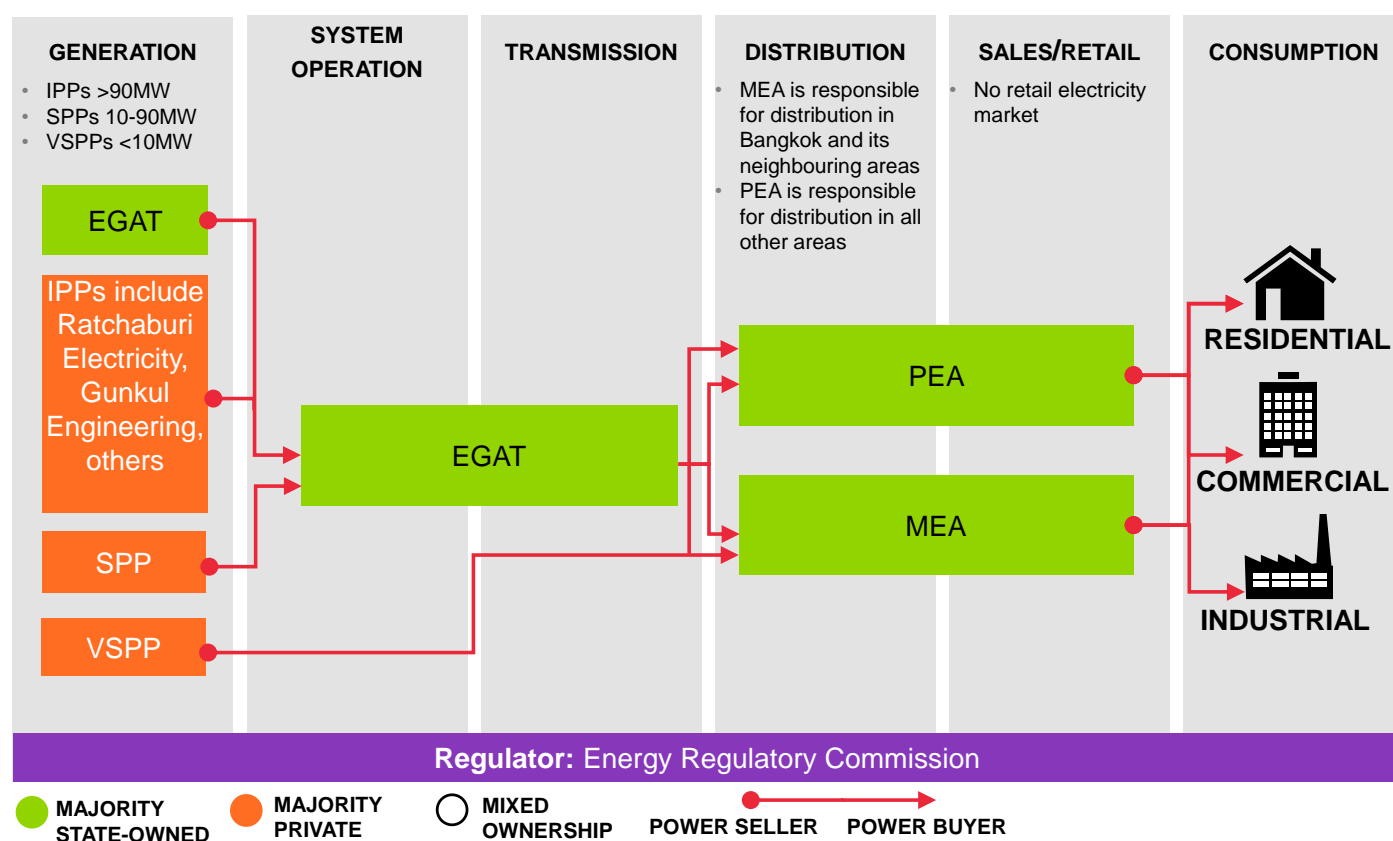 GENERATION
• IPPs >90MW
• SPPs 10-90MW
• VSPPs <10MW
SYSTEM
OPERATION
TRANSMISSION
DISTRIBUTION
• MEA is responsible
for distribution in
Bangkok and its
neighbouring areas
• PEA is responsible
for distribution in all
other areas
SALES/RETAIL
• No retail electricity
market
CONSUMPTION
EGAT
IPPs include
Ratchaburi
Electricity,
Gunkul
Engineering,
others
SPP
VSPP
EGAT
PEA
MEA
RESIDENTIAL
COMMERCIAL
INDUSTRIAL
Regulator: Energy Regulatory Commission
MAJORITY
STATE-OWNED
MAJORITY
PRIVATE
MIXED
OWNERSHIP
POWER SELLER
POWER BUYER